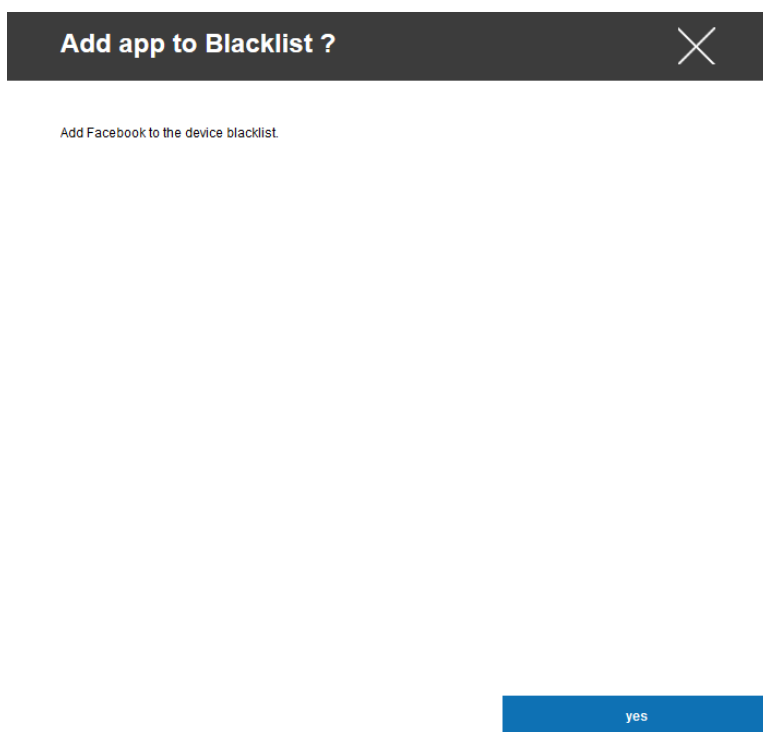 Add app to Blacklist ?
Add Facebook to the device blacklist.
yes